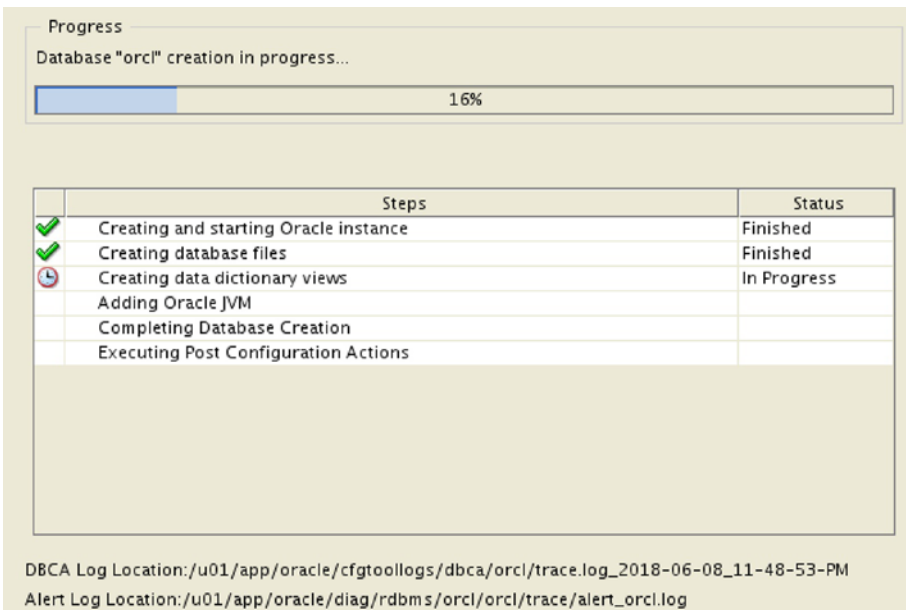 Progress
Database "orcl" creation in progress...
16%
Steps Status
Creating and starting Oracle instance Finished
Creating database files Finished
Creating data dictionary views In Progress
Adding Oracle JVM
Completing Database Creation
Executing Post Configuration Actions
DBCA Log Location:/u01/app/oracle/cfgtoollogs/dbca/orcl/trace.log_2018-06-08_11-48-53-PM
Alert Log Location:/u01/app/oracle/diag/rdbms/orcl/orcl/trace/alert_orcl.log